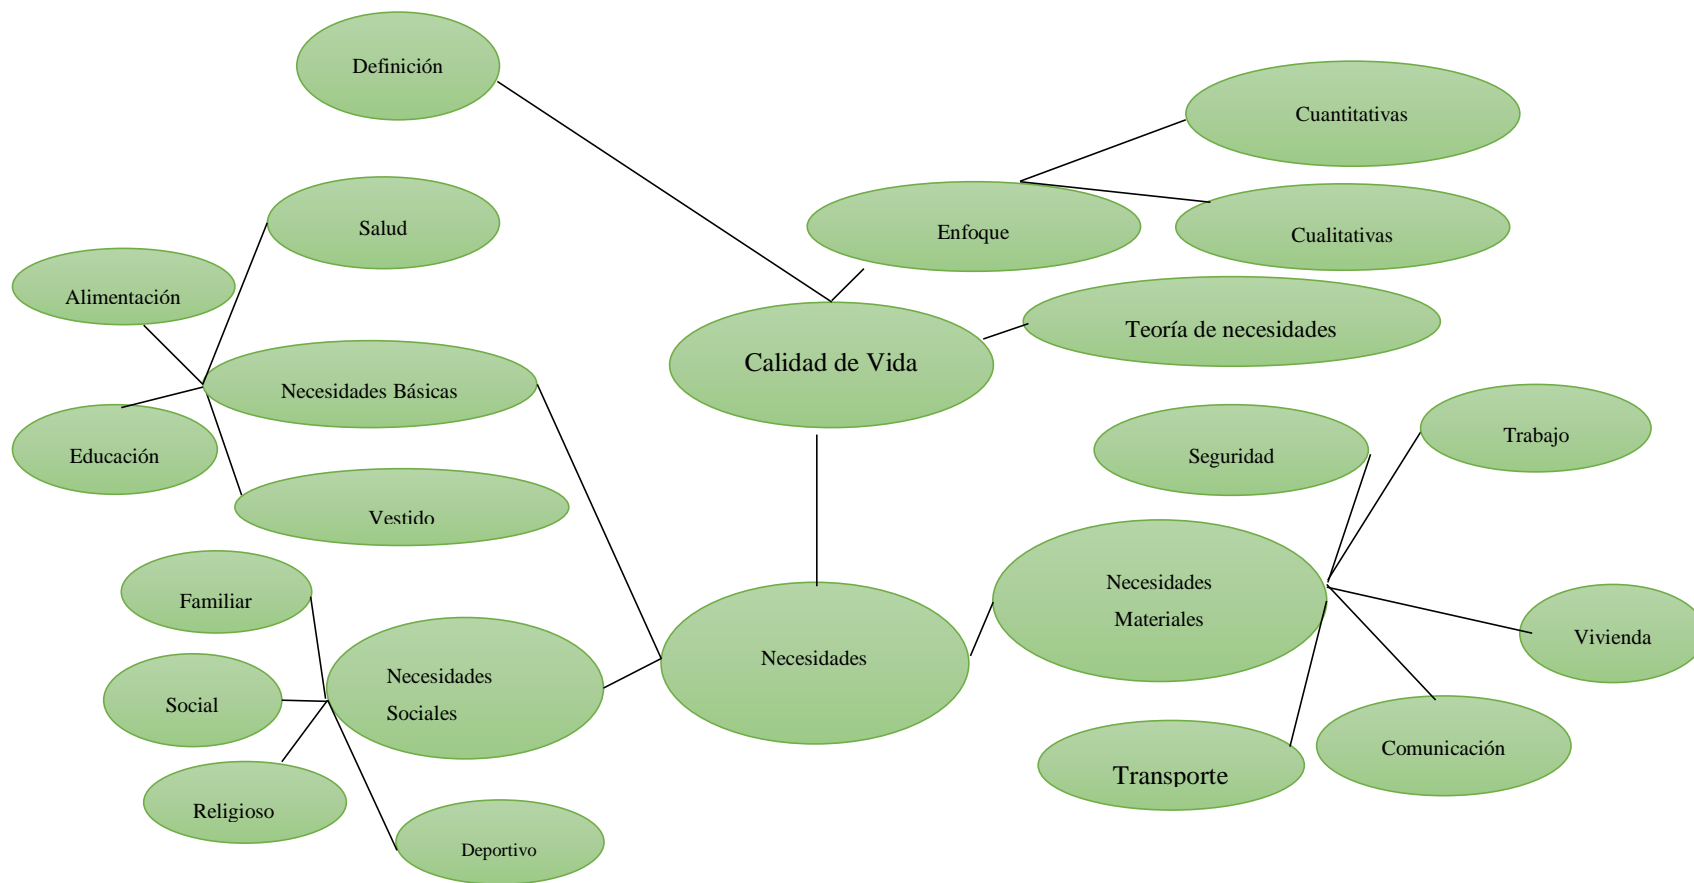 Definición
Cuantitativas
Salud
Enfoque
Cualitativas
Alimentación
Teoría de necesidades
Calidad de Vida
Necesidades Básicas
Trabajo
Educación
Seguridad
Vestido
Necesidades
Materiales
Familiar
Vivienda
Necesidades
Sociales
Necesidades
Social
Comunicación
Transporte
Religioso
Deportivo